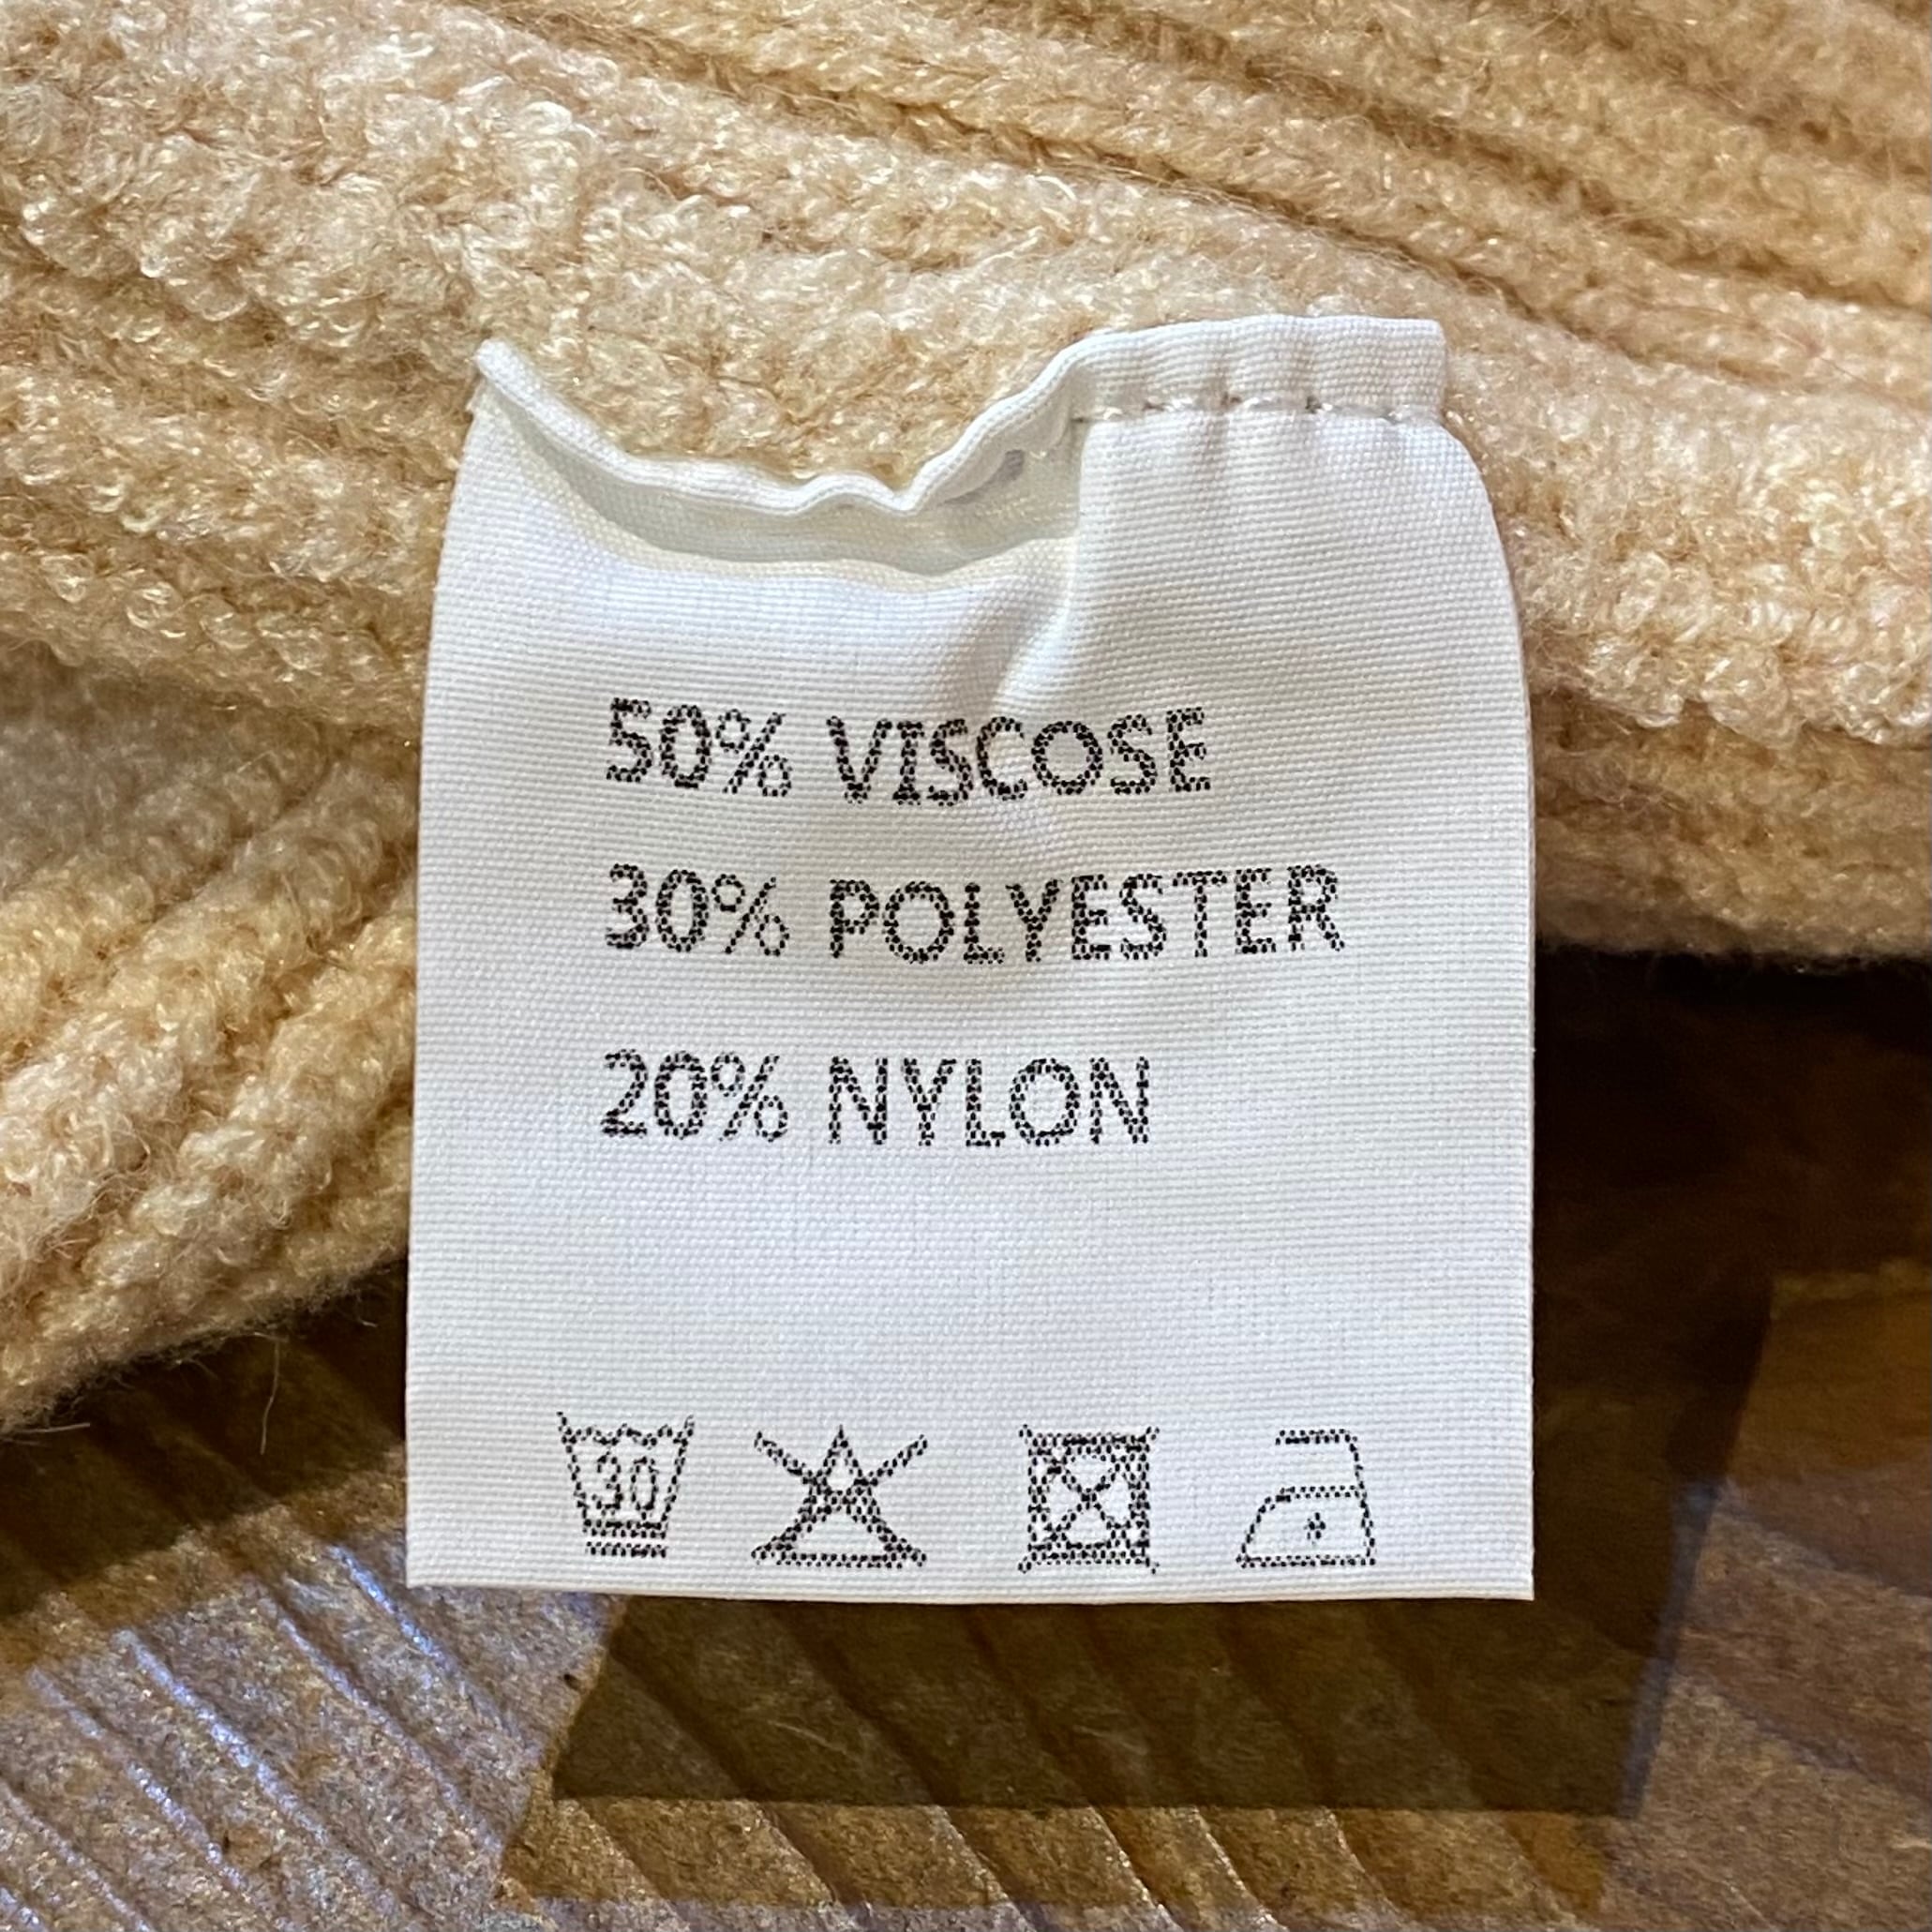 50% VISCOSE
30% POLYESTER
20% NYLON
30